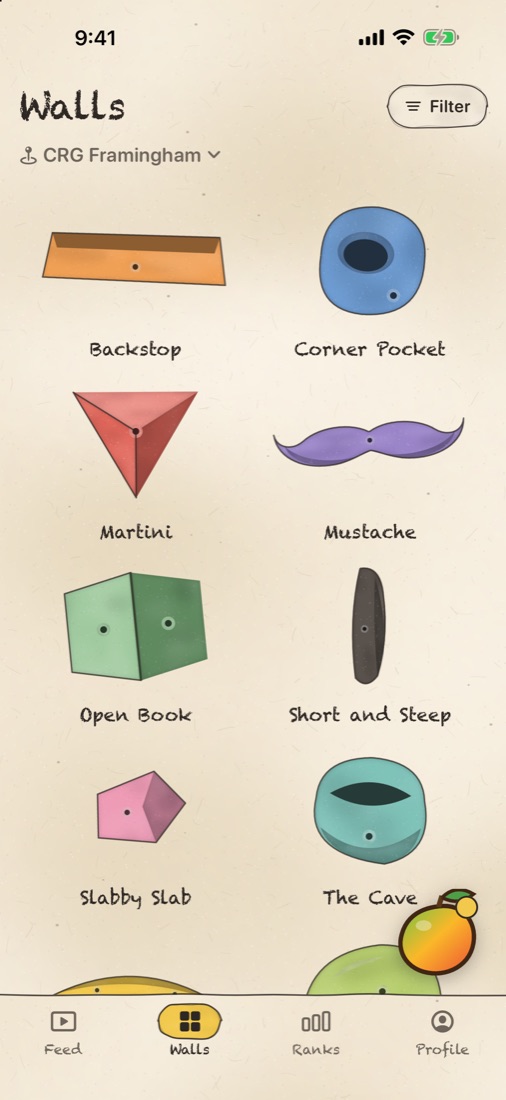 9:41
Walls
Filter
CRG Framingham
Backstop
Corner Pocket
Martini
Mustache
Open Book
Short and Steep
Slabby Slab
The Cave
Feed
Walls
Ranks
Profile